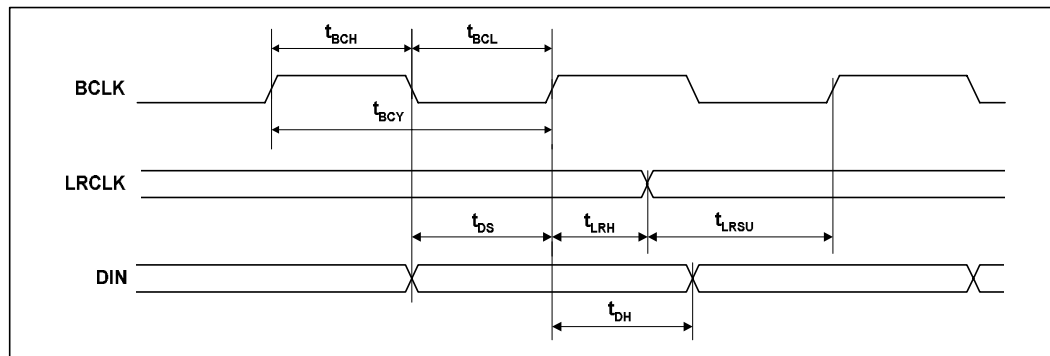 tBCH
tBCL
BCLK
tBCY
LRCLK
tDS
tLRH
tLRSU
DIN
tDH